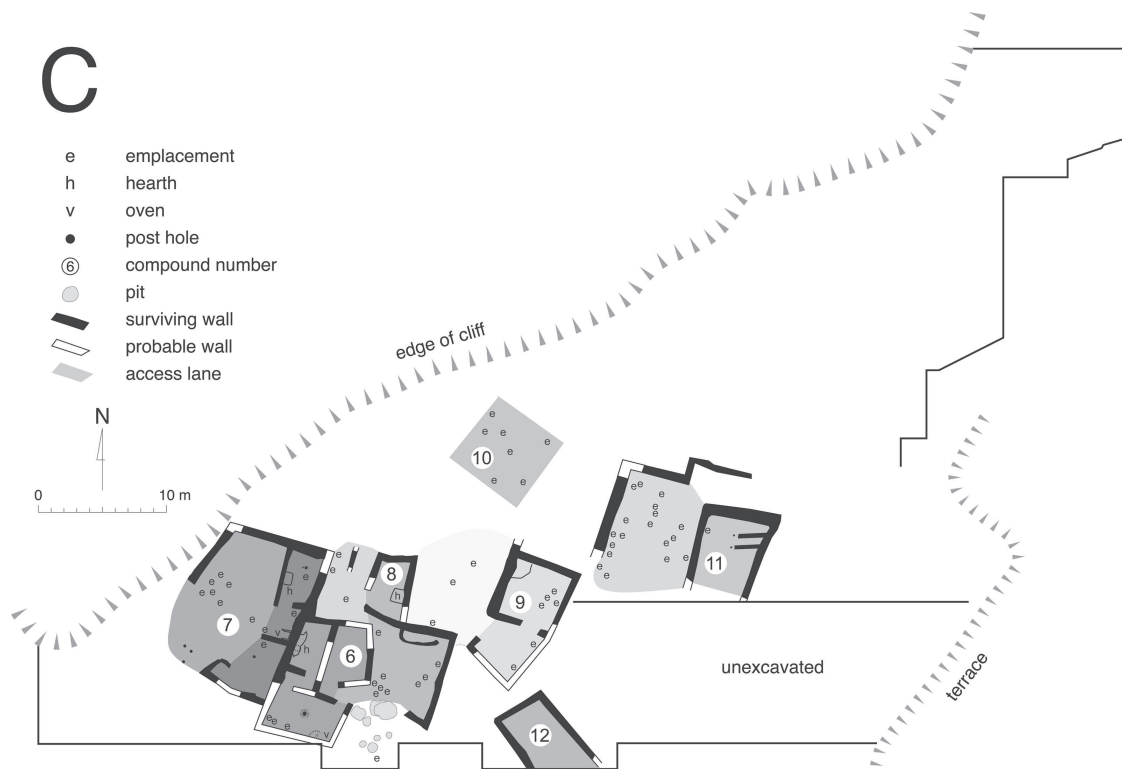 C
e emplacement
h hearth
v oven
post hole
6 compound number
pit
surviving wall
probable wall
access lane
N
0 10 m
edge of cliff
e
e e e
e e
10
e e
e e
e
e
e
e
e
e
e
e
e
e
e
e
e
e
11
8
h
e
e
h
e
e
e
e
e
e
e
e
7
e
v
h
e
6
e
e
e
e
9
e
e
e
e
e
e
unexcavated
terrace
12
e
e e e
v
e